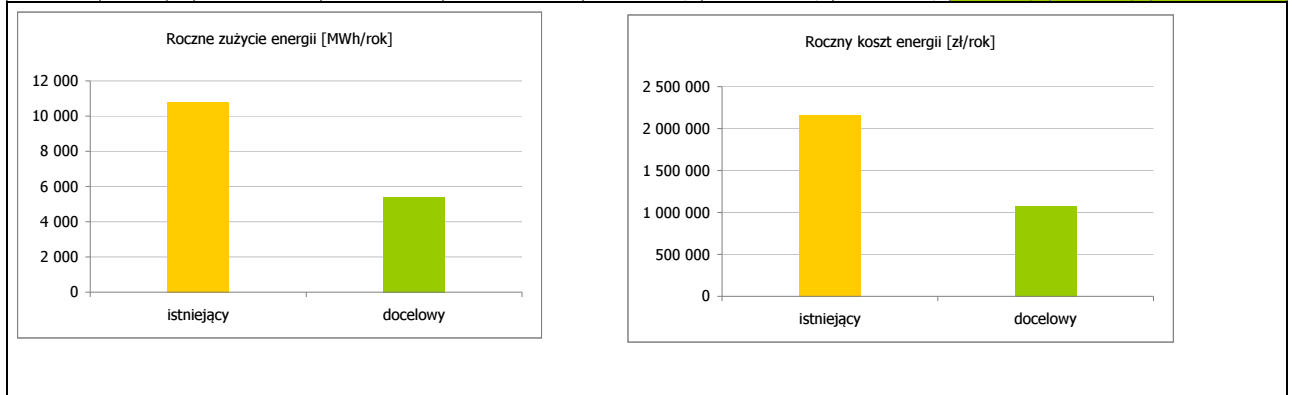 Roczne zużycie energii [MWh/rok]
12 000
10 000
8 000
6 000
4 000
2 000
0
istniejący docelowy
Roczny koszt energii [zł/rok]
2 500 000
2 000 000
1 500 000
1 000 000
500 000
0
istniejący docelowy